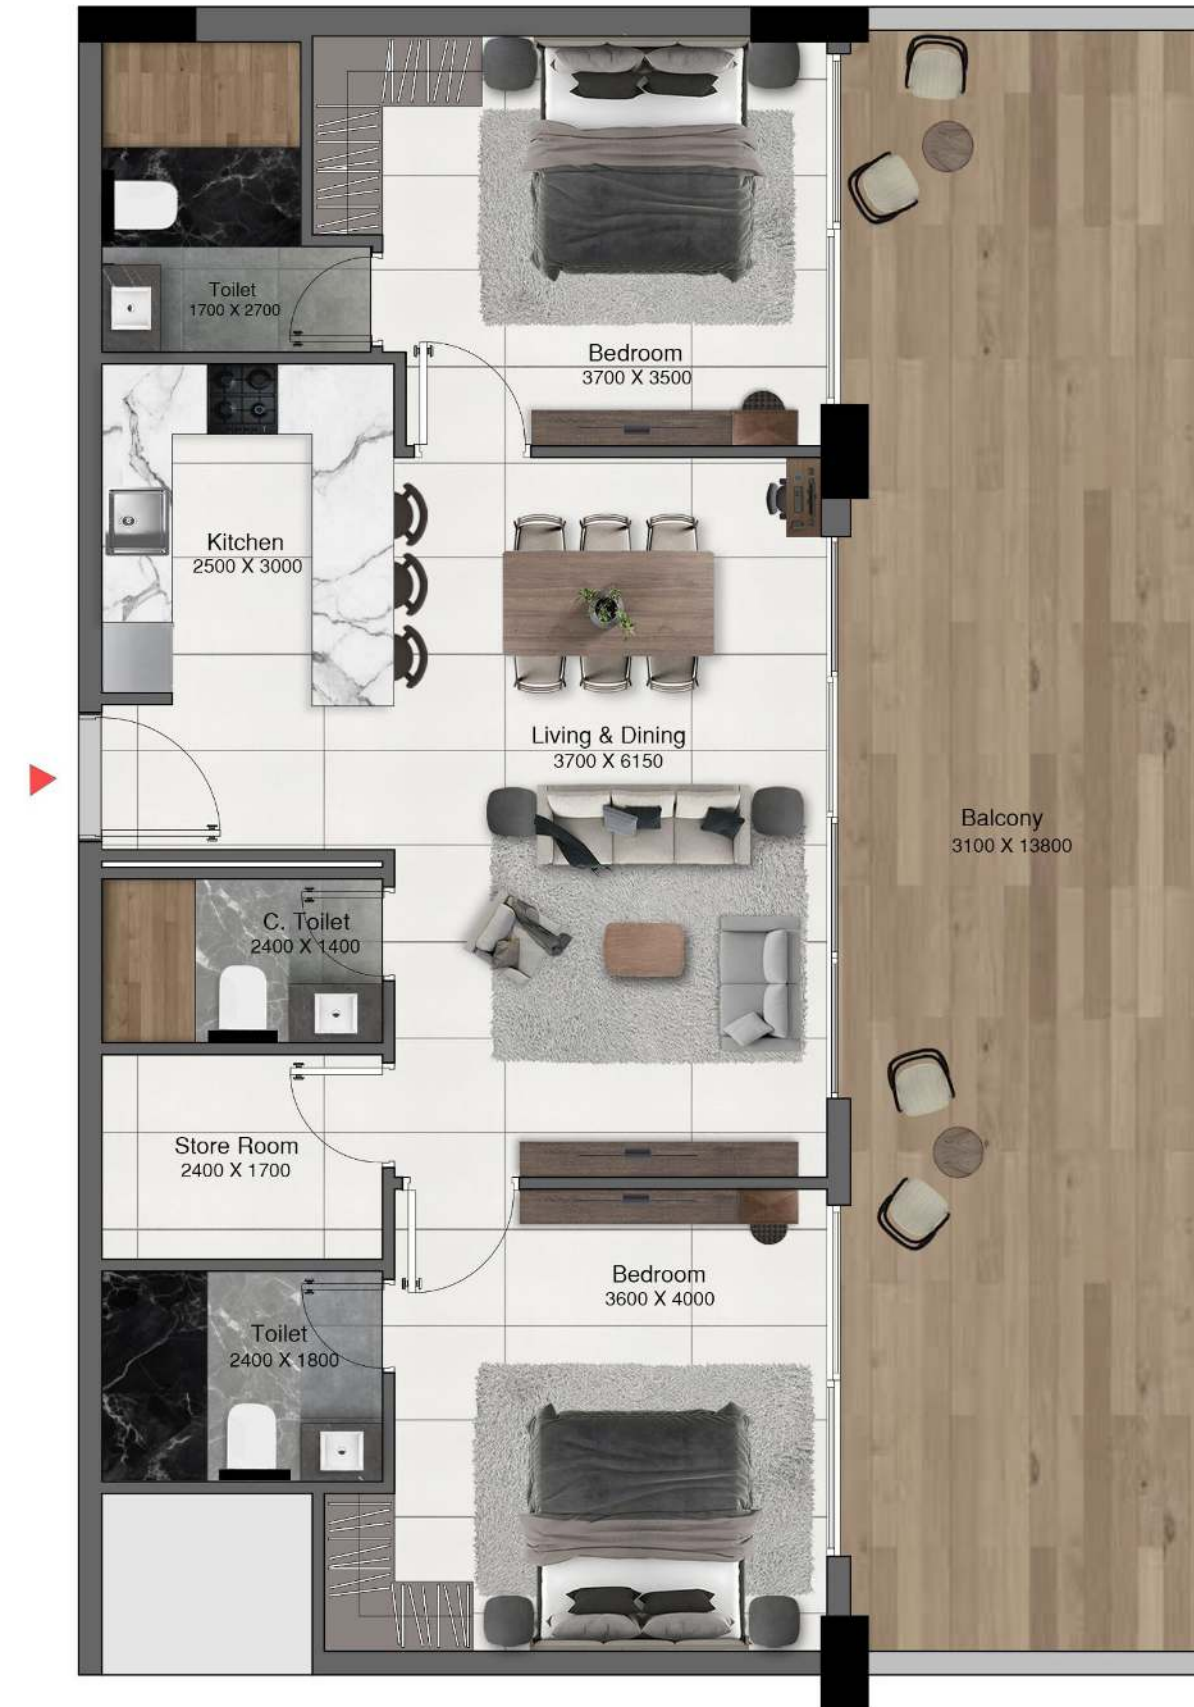 Toilet
1700 X 2700
Bedroom
3700 X 3500
Kitchen
2500 X 3000
Living & Dining
3700 X 6150
Balcony
3100 X 13800
C. Toilet
2400 X 1400
Store Room
2400 X 1700
Bedroom
3600 X 4000
Toilet
2400 X 1800